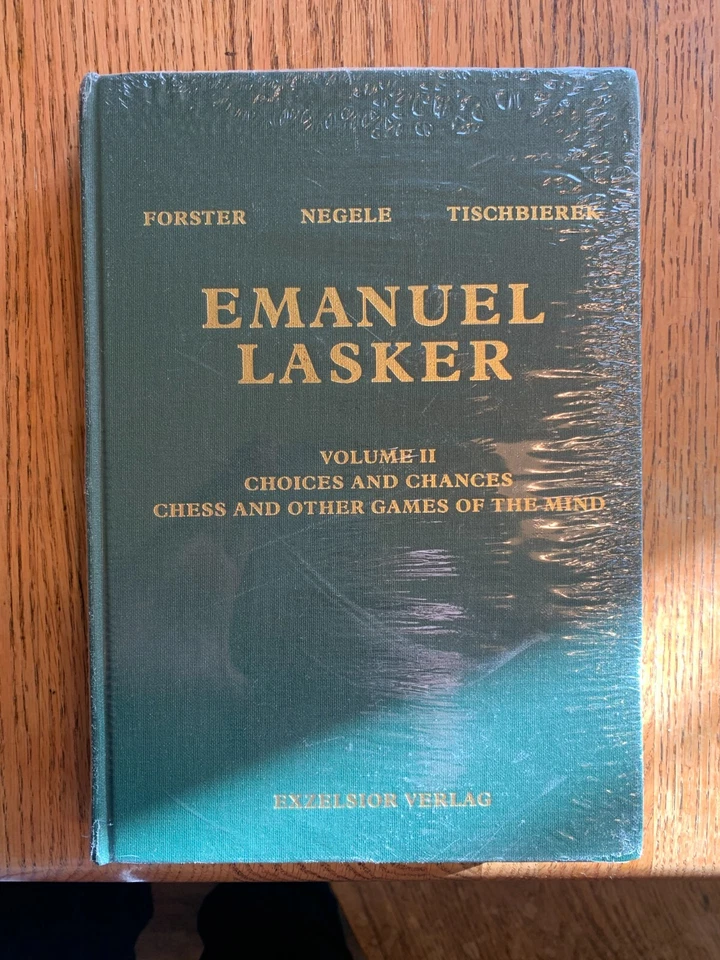 FORSTER NEGELE TISCHBIEREK
EMANUEL
LASKER
VOLUME II
CHOICES AND CHANCES
CHESS AND OTHER GAMES OF THE MIND
EXZELSIOR VERLAG